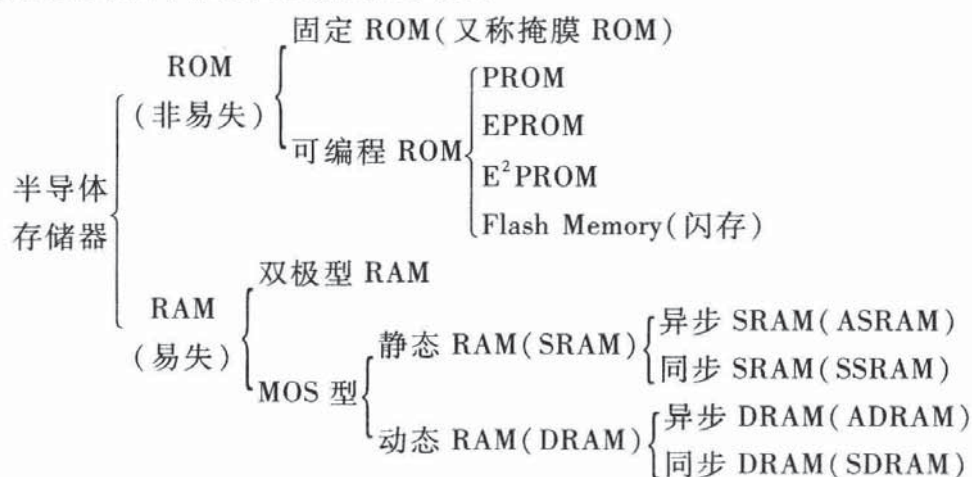 固定 ROM(又称掩膜 ROM)
ROM
(非易失)
PROM
EPROM
可编程 ROM
E²PROM
Flash Memory(闪存)
半导体
存储器
双极型 RAM
RAM
(易失)
静态 RAM(SRAM)
异步 SRAM(ASRAM)
同步 SRAM(SSRAM)
MOS 型
动态 RAM(DRAM)
异步 DRAM(ADRAM)
同步 DRAM(SDRAM)